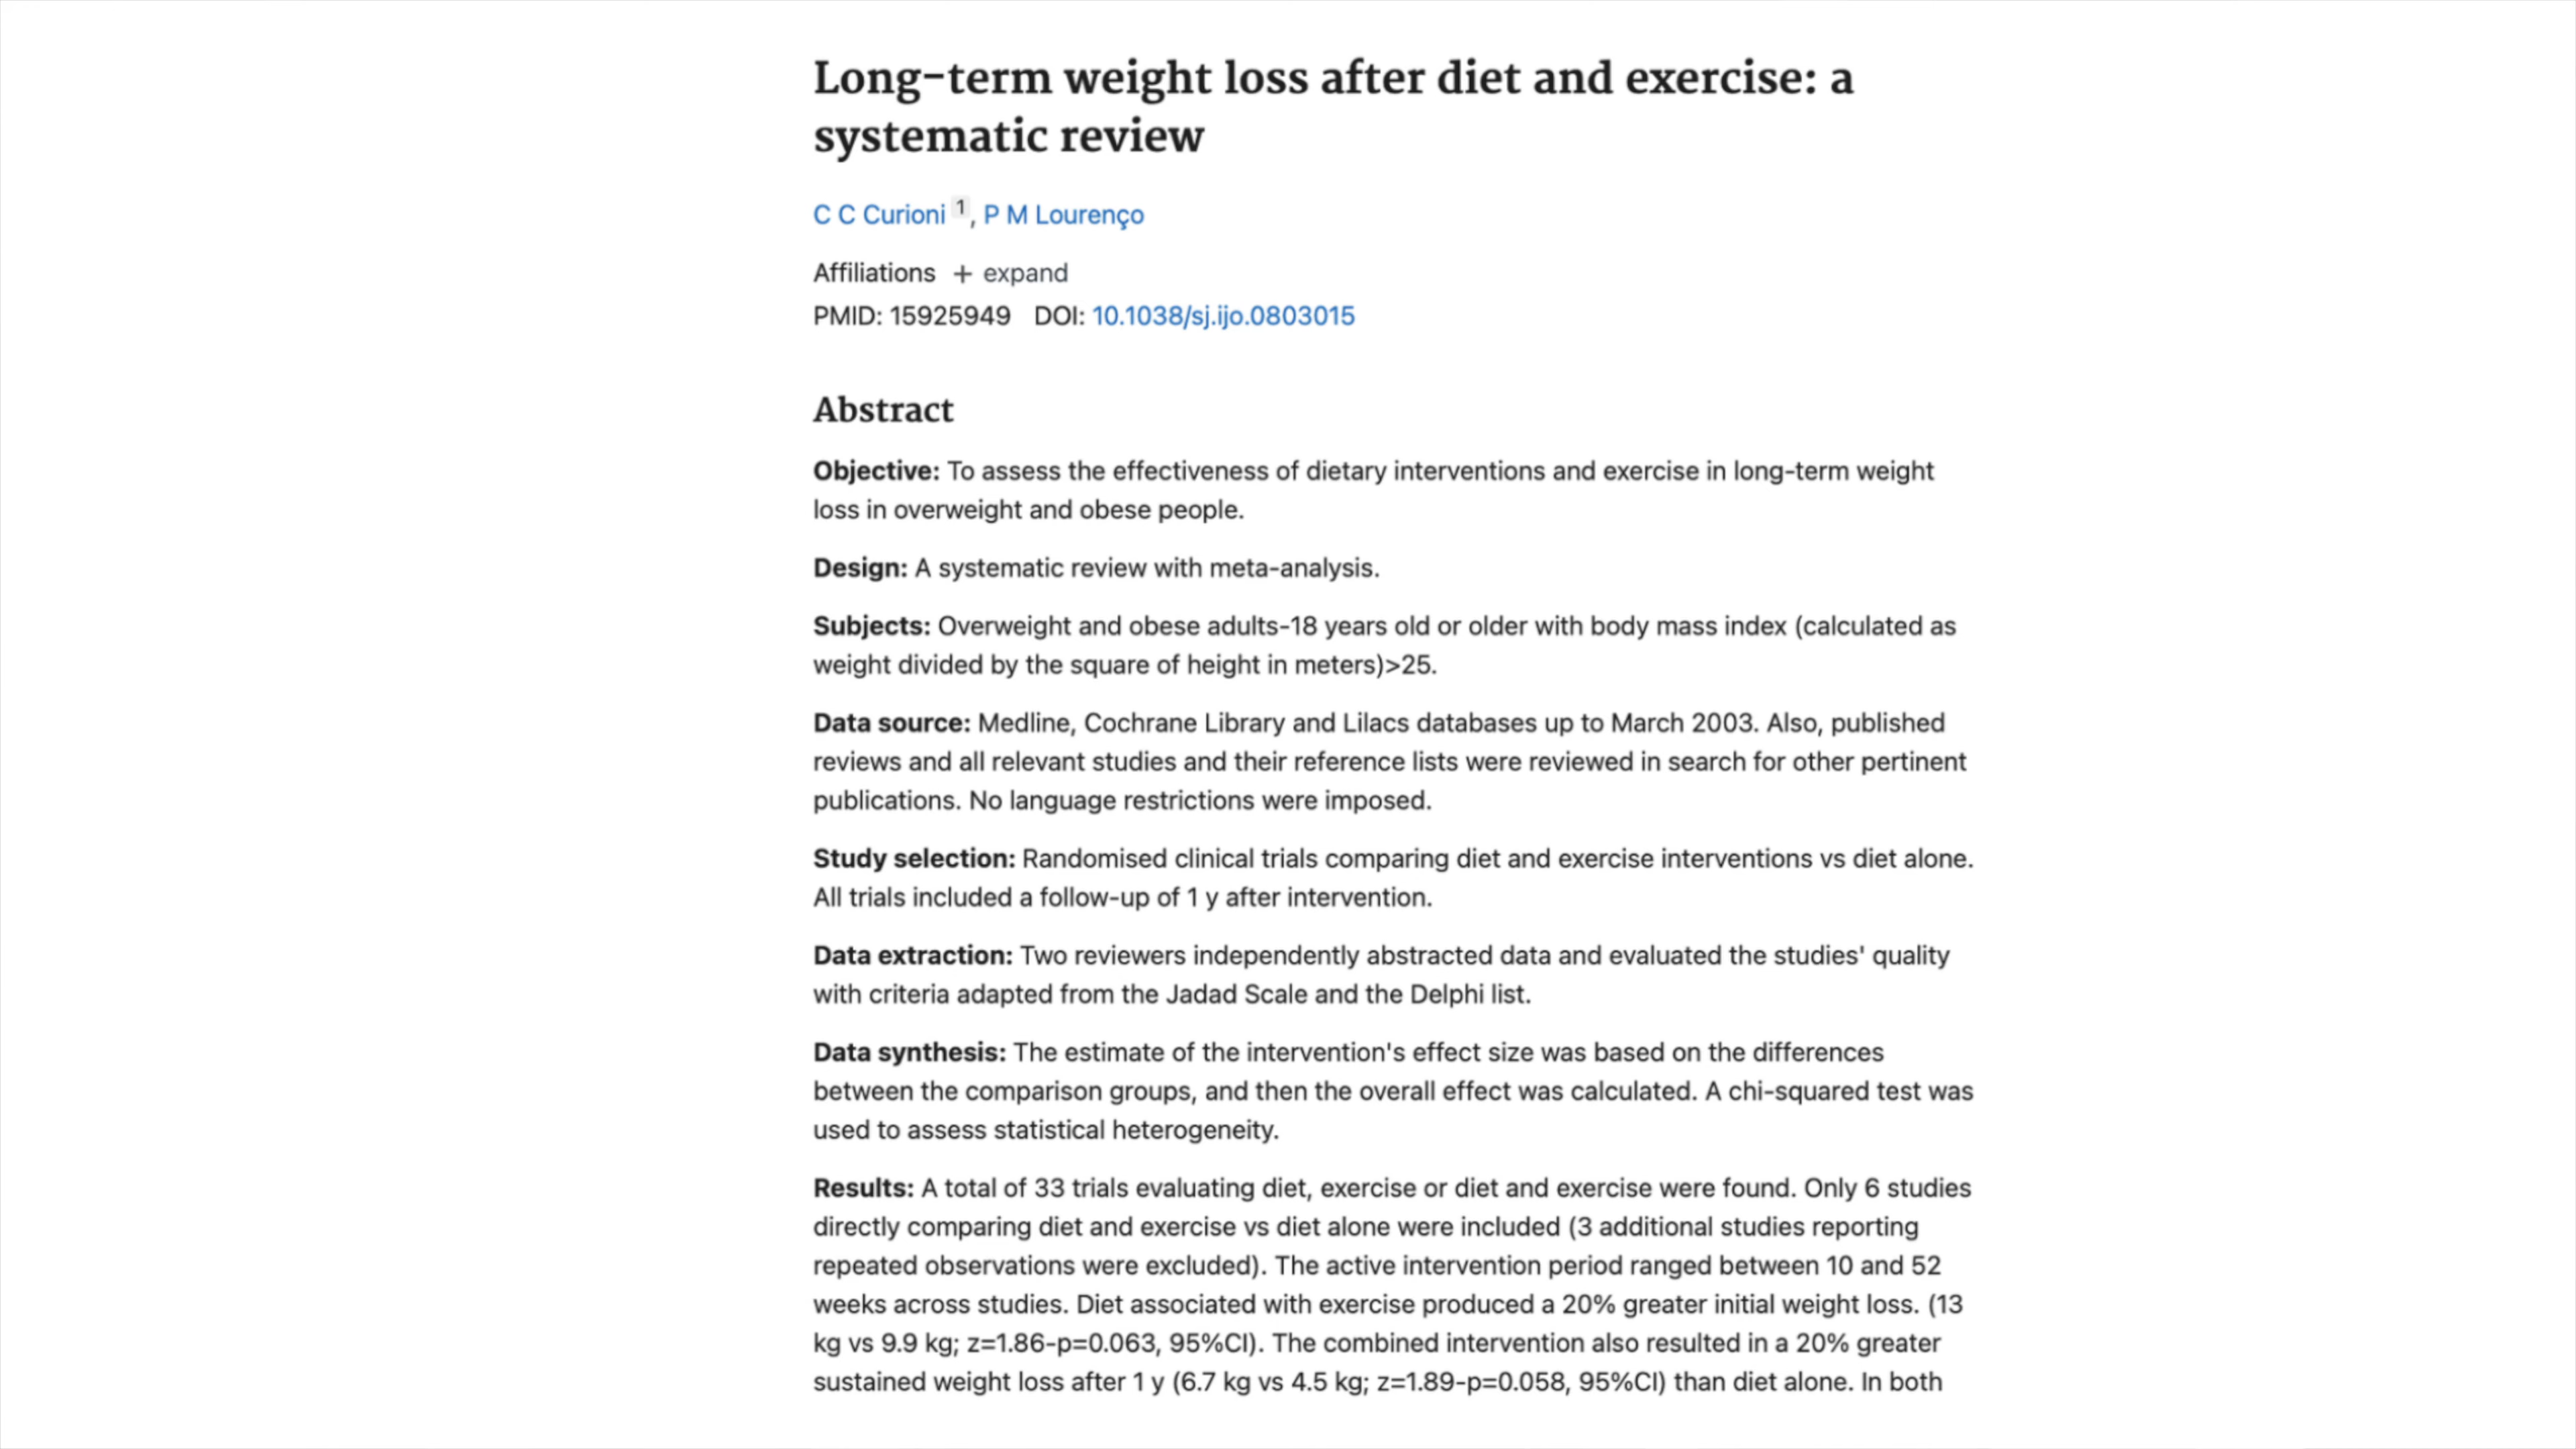 Long-term weight loss after diet and exercise: a
systematic review
C C Curioni 1, P M Lourenço
Affiliations + expand
PMID: 15925949 DOI: 10.1038/sj.ijo.0803015
Abstract
Objective: To assess the effectiveness of dietary interventions and exercise in long-term weight
loss in overweight and obese people.
Design: A systematic review with meta-analysis.
Subjects: Overweight and obese adults-18 years old or older with body mass index (calculated as
weight divided by the square of height in meters)>25.
Data source: Medline, Cochrane Library and Lilacs databases up to March 2003. Also, published
reviews and all relevant studies and their reference lists were reviewed in search for other pertinent
publications. No language restrictions were imposed.
Study selection: Randomised clinical trials comparing diet and exercise interventions vs diet alone.
All trials included a follow-up of 1 y after intervention.
Data extraction: Two reviewers independently abstracted data and evaluated the studies' quality
with criteria adapted from the Jadad Scale and the Delphi list.
Data synthesis: The estimate of the intervention's effect size was based on the differences
between the comparison groups, and then the overall effect was calculated. A chi-squared test was
used to assess statistical heterogeneity.
Results: A total of 33 trials evaluating diet, exercise or diet and exercise were found. Only 6 studies
directly comparing diet and exercise vs diet alone were included (3 additional studies reporting
repeated observations were excluded). The active intervention period ranged between 10 and 52
weeks across studies. Diet associated with exercise produced a 20% greater initial weight loss. (13
kg vs 9.9 kg; z=1.86-p=0.063, 95%CI). The combined intervention also resulted in a 20% greater
sustained weight loss after 1 y (6.7 kg vs 4.5 kg; z=1.89-p=0.058, 95%CI) than diet alone. In both